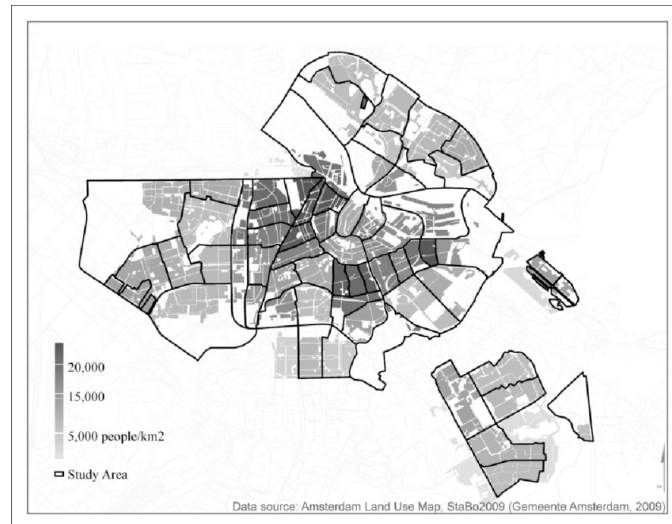 20,000
15,000
5,000 people/km2
Study Area
Data source: Amsterdam Land Use Map, StaBo2009 (Gemeente Amsterdam, 2009)